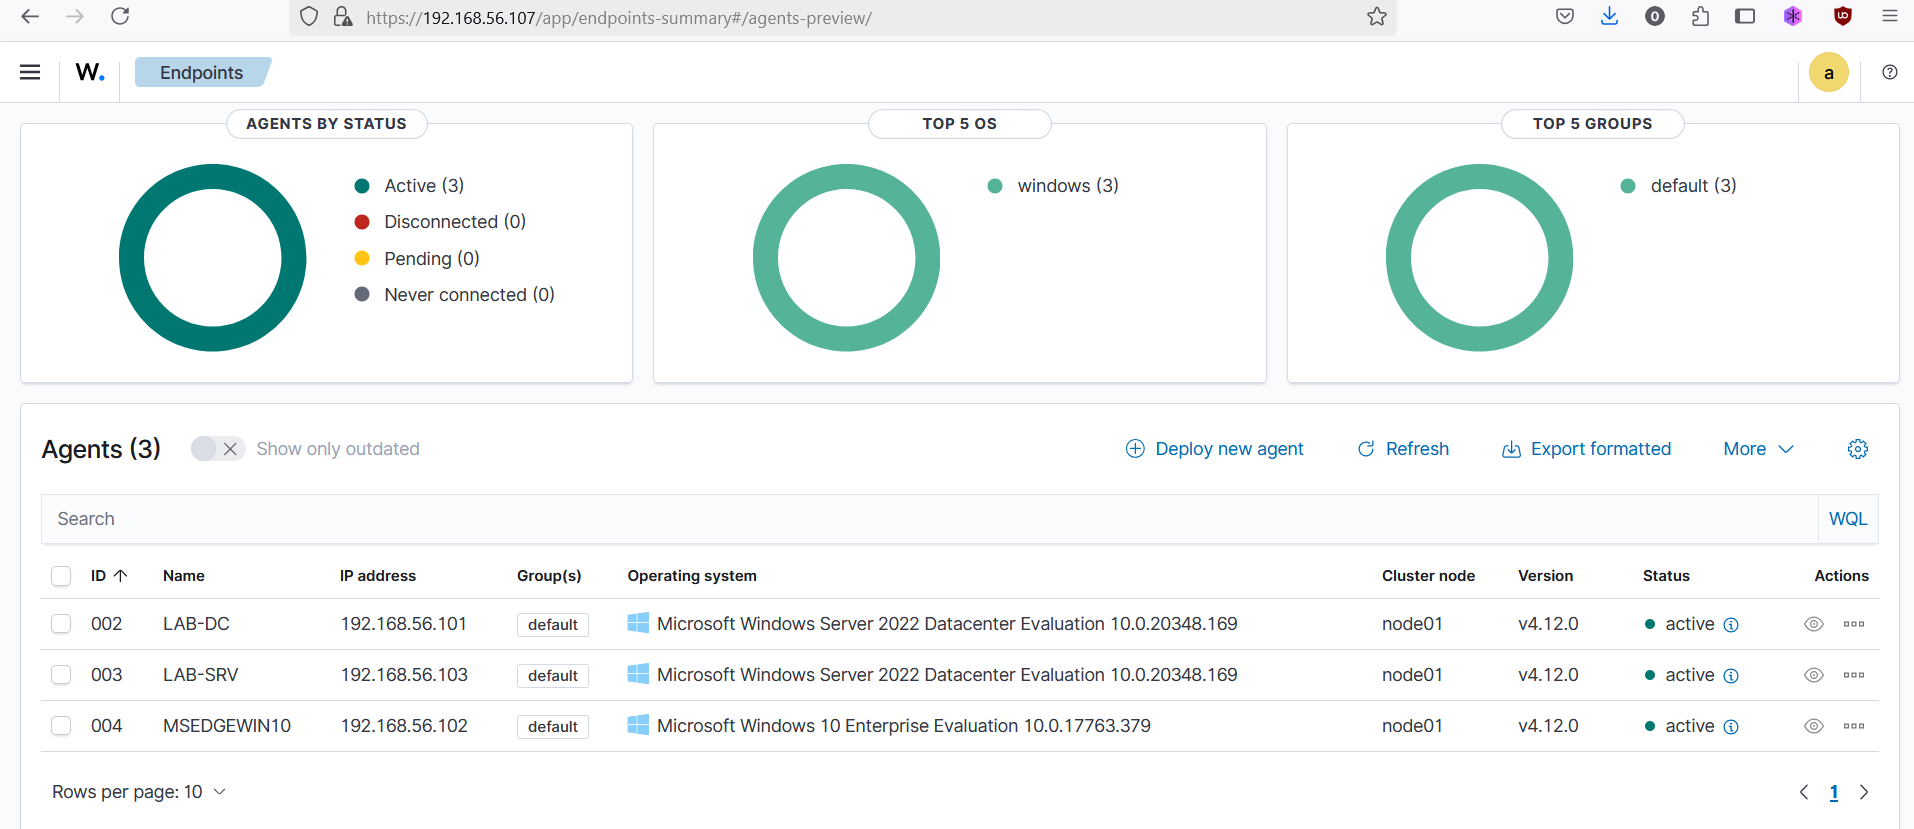 https://192.168.56.107/app/endpoints-summary#/agents-preview/
W. Endpoints a
AGENTS BY STATUS
Active (3)
Disconnected (0)
Pending (0)
Never connected (0)
TOP 5 OS
windows (3)
TOP 5 GROUPS
default (3)
Agents (3) Show only outdated Deploy new agent Refresh Export formatted More
Search WQL
ID Name IP address Group(s) Operating system Cluster node Version Status Actions
002 LAB-DC 192.168.56.101 default Microsoft Windows Server 2022 Datacenter Evaluation 10.0.20348.169 node01 v4.12.0 active
003 LAB-SRV 192.168.56.103 default Microsoft Windows Server 2022 Datacenter Evaluation 10.0.20348.169 node01 v4.12.0 active
004 MSEDGEWIN10 192.168.56.102 default Microsoft Windows 10 Enterprise Evaluation 10.0.17763.379 node01 v4.12.0 active
Rows per page: 10 1